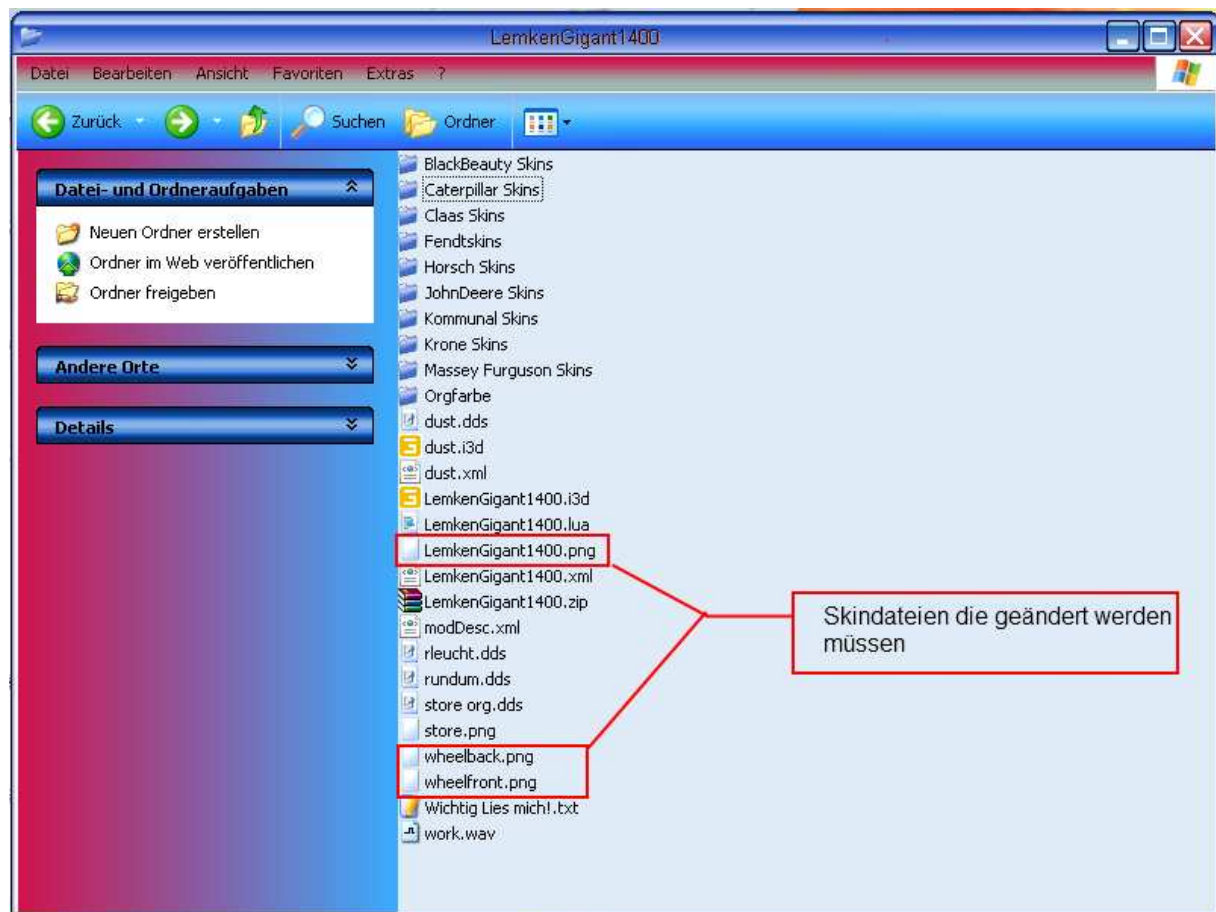 LemkenGigant1400
Datei Bearbeiten Ansicht Favoriten Extras ?
Zurück Suchen Ordner
Datei- und Ordneraufgaben
Neuen Ordner erstellen
Ordner im Web veröffentlichen
Ordner freigeben
Andere Orte
Details
BlackBeauty Skins
Caterpillar Skins
Claas Skins
Fendtskins
Horsch Skins
JohnDeere Skins
Kommunal Skins
Krone Skins
Massey Furguson Skins
Orgfarbe
dust.dds
dust.i3d
dust.xml
LemkenGigant1400.i3d
LemkenGigant1400.lua
LemkenGigant1400.png
LemkenGigant1400.xml
LemkenGigant1400.zip
modDesc.xml
rleucht.dds
rundum.dds
store org.dds
store.png
wheelback.png
wheelfront.png
Wichtig Lies mich!.txt
work.wav
Skindateien die geändert werden
müssen